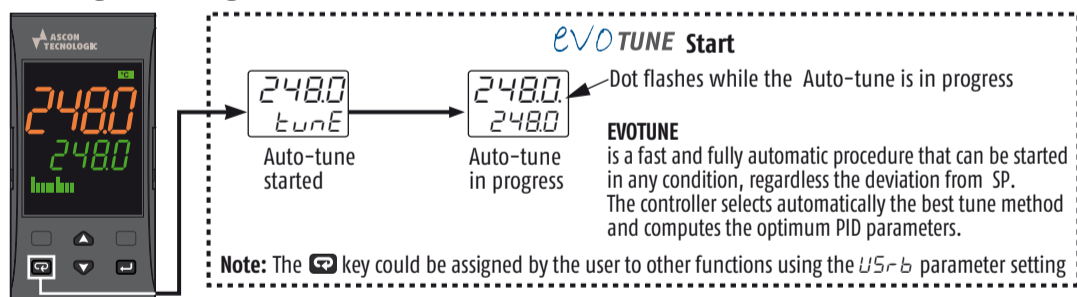 ASCON
TECNOLOGIC
°C
248.0
248.0
evo TUNE Start
248.0
tunE
Auto-tune
started
248.0.
248.0
Auto-tune
in progress
Dot flashes while the Auto-tune is in progress
EVOTUNE
is a fast and fully automatic procedure that can be started
in any condition, regardless the deviation from SP.
The controller selects automatically the best tune method
and computes the optimum PID parameters.
Note: The key could be assigned by the user to other functions using the USrb parameter setting